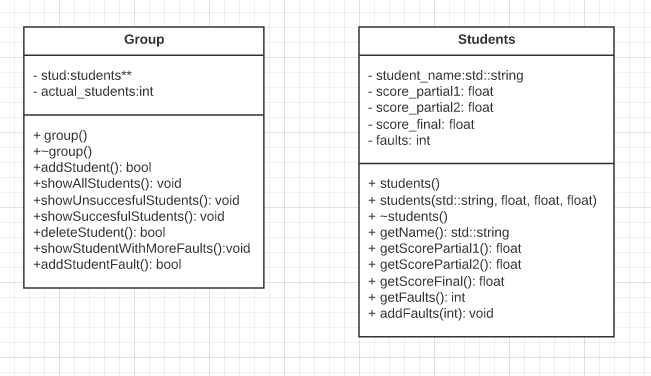 Group
- stud:students**
- actual_students:int
+ group()
+~group()
+addStudent(): bool
+showAllStudents(): void
+showUnsuccesfulStudents(): void
+showSuccesfulStudents(): void
+deleteStudent(): bool
+showStudentWithMoreFaults():void
+addStudentFault(): bool
Students
- student_name:std::string
- score_partial1: float
- score_partial2: float
- score_final: float
- faults: int
+ students()
+ students(std::string, float, float, float)
+ ~students()
+ getName(): std::string
+ getScorePartial1(): float
+ getScorePartial2(): float
+ getScoreFinal(): float
+ getFaults(): int
+ addFaults(int): void